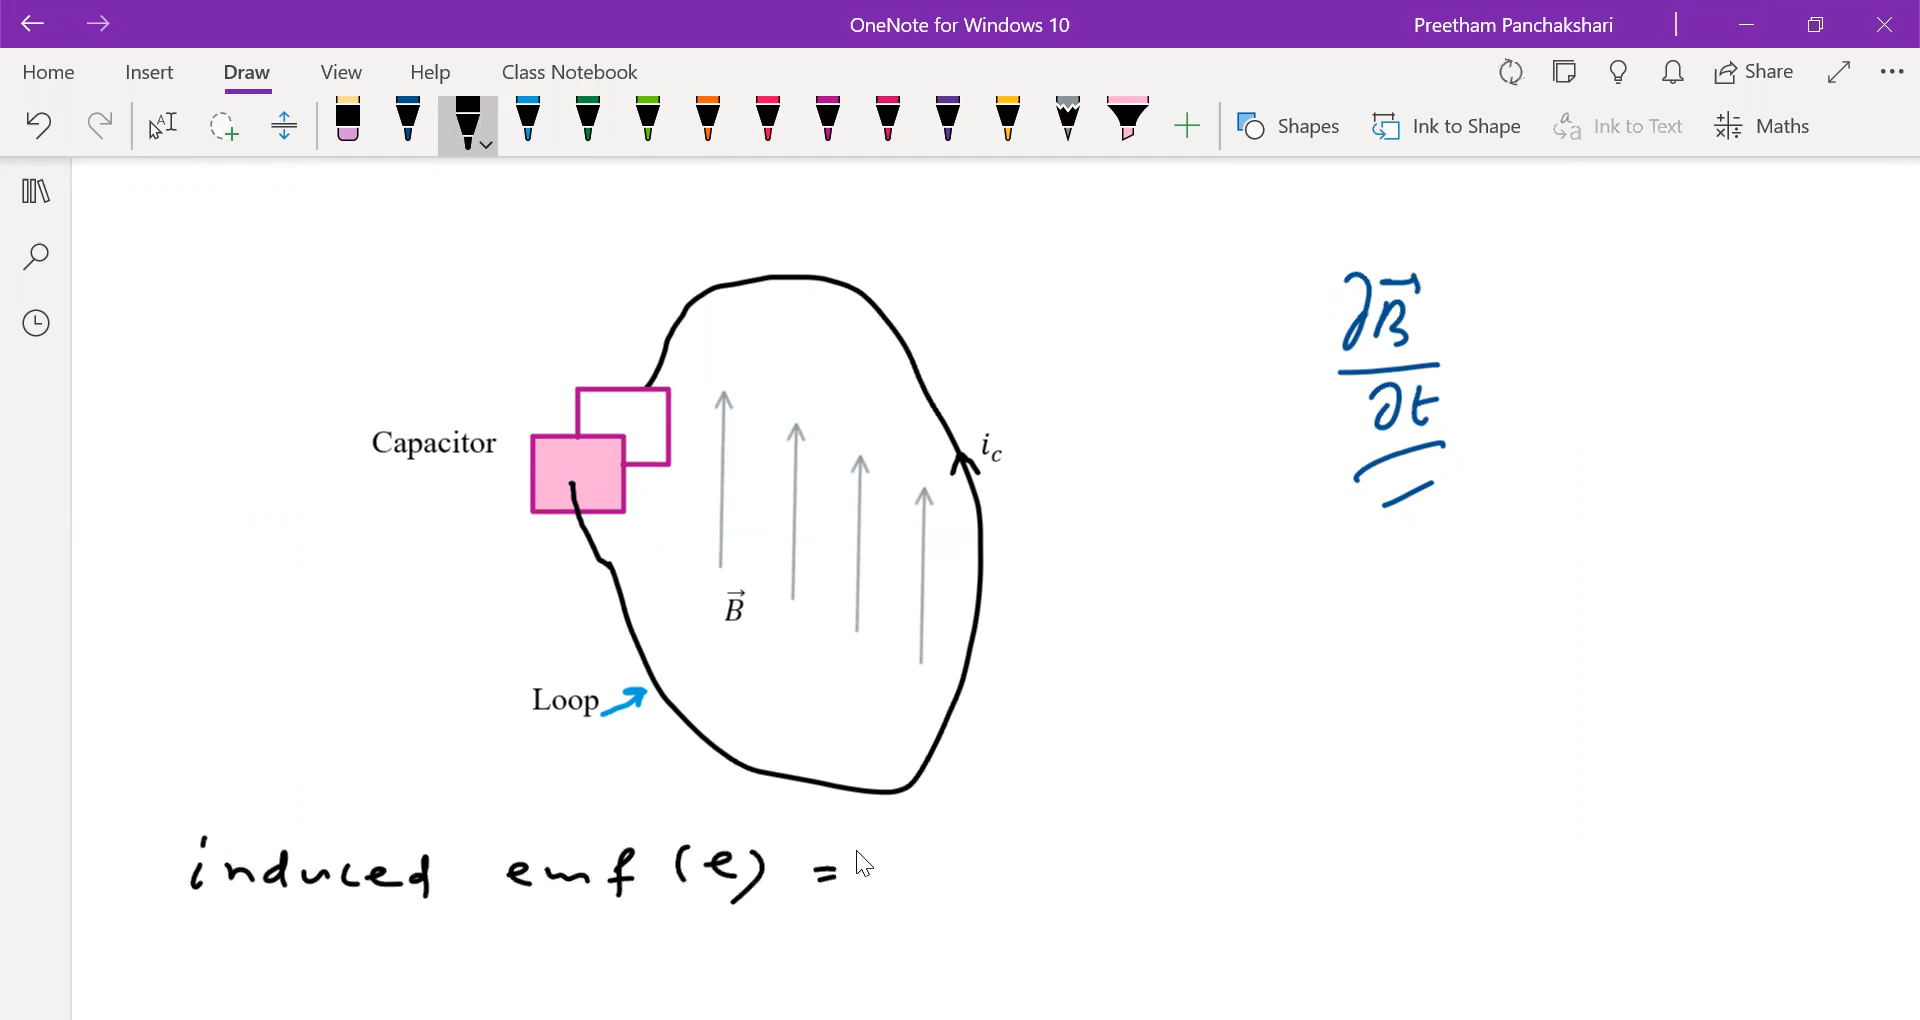 OneNote for Windows 10
Preetham Panchakshari
Home Insert Draw View Help Class Notebook
Share
Shapes Ink to Shape Ink to Text Maths
∂B⃗
∂t
Capacitor
i_c
B⃗
Loop
induced emf (e) =